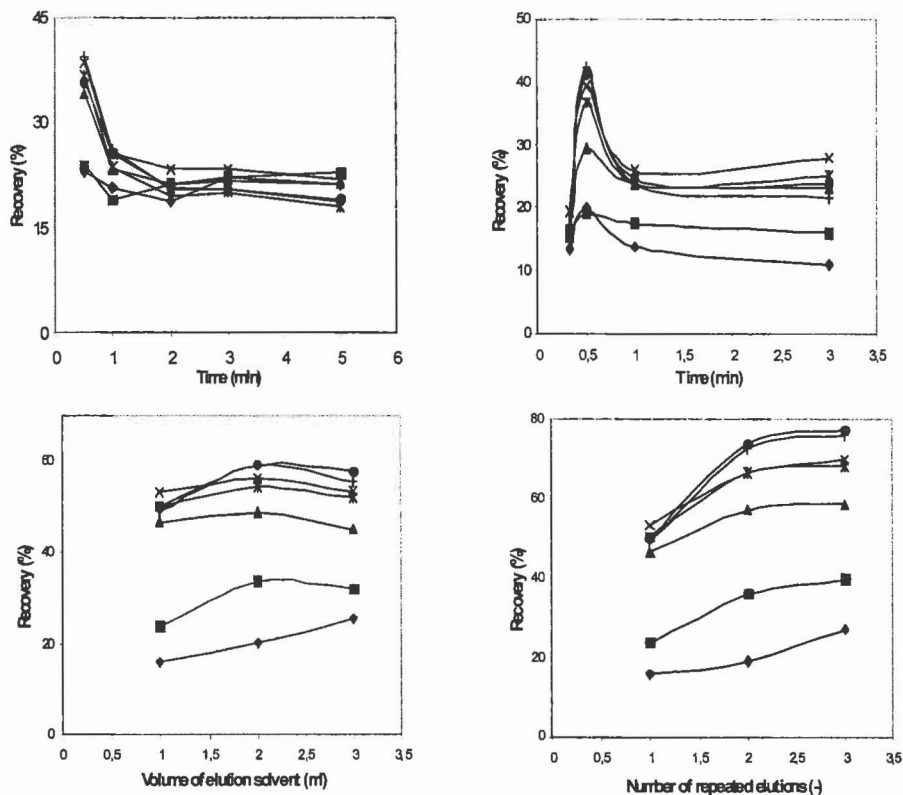 45
30
15
0
Recovery (%)
0 1 2 3 4 5 6
Time (min)
50
40
30
20
10
0
Recovery (%)
0 0,5 1 1,5 2 2,5 3 3,5
Time (min)
60
40
20
0
Recovery (%)
0 0,5 1 1,5 2 2,5 3 3,5
Volume of elution solvent (ml)
80
60
40
20
0
Recovery (%)
0 0,5 1 1,5 2 2,5 3 3,5
Number of repeated elutions (-)